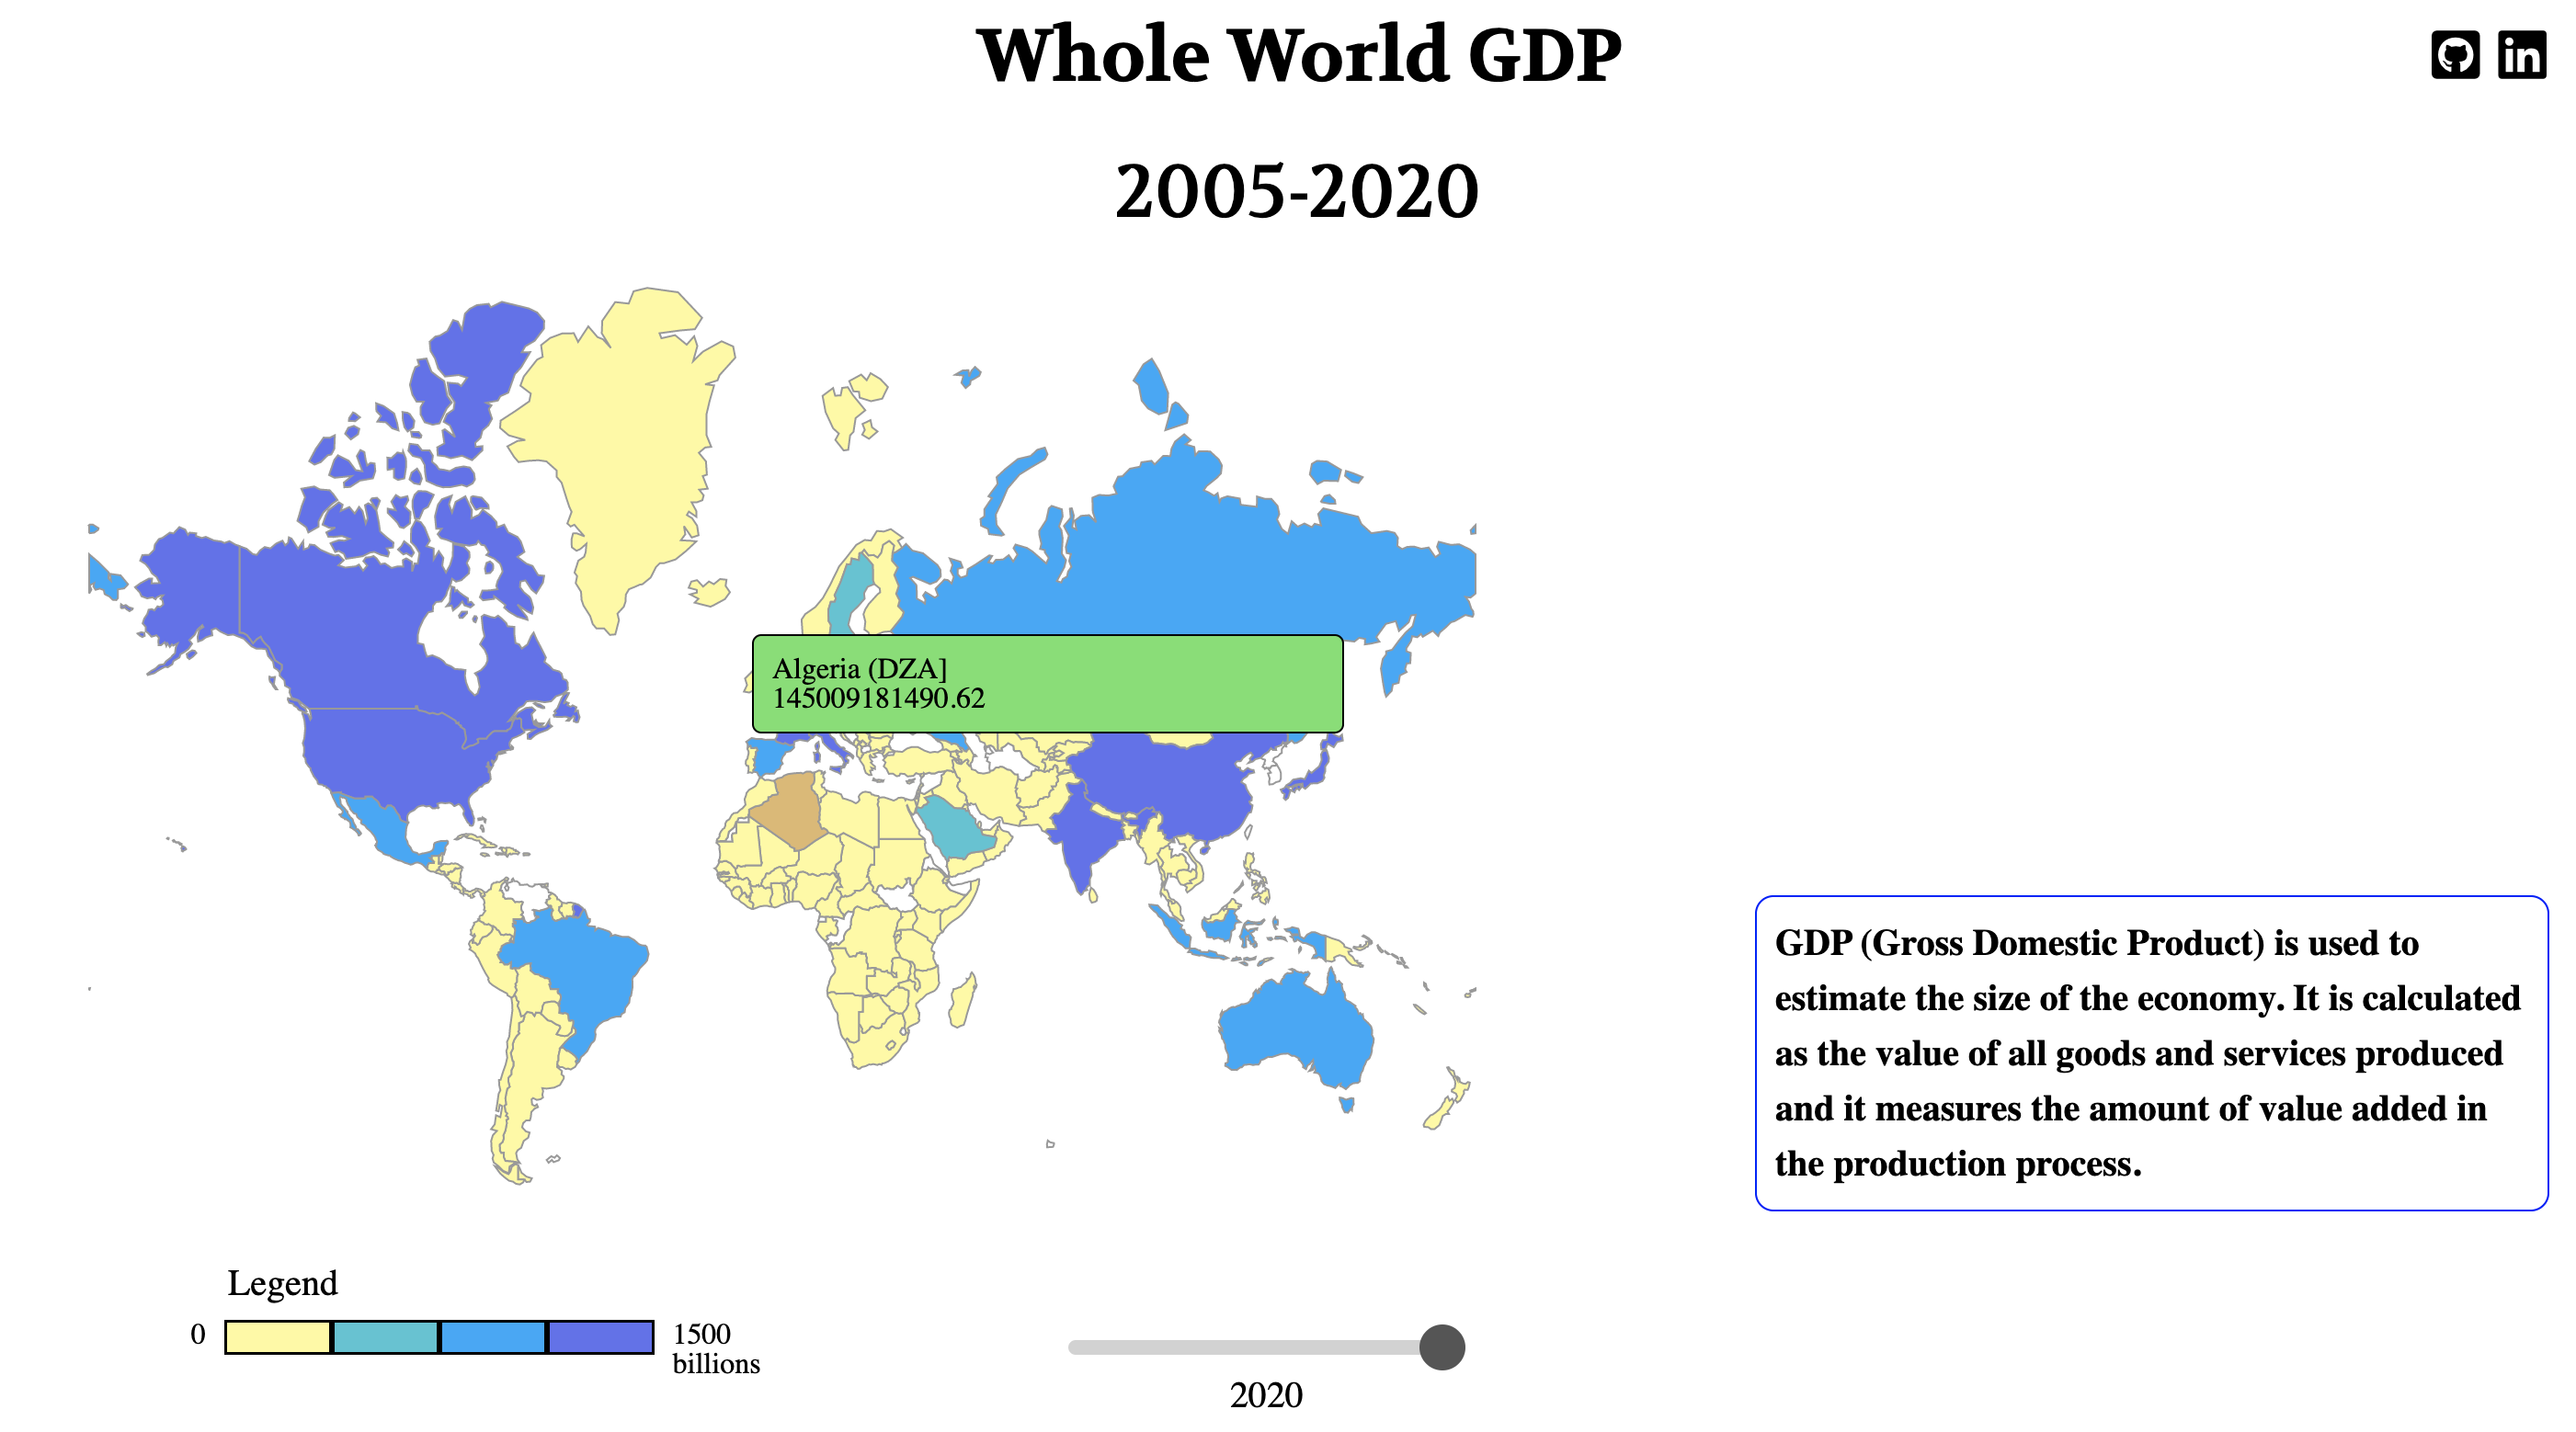 Whole World GDP
in
2005-2020
Algeria (DZA]
145009181490.62
GDP (Gross Domestic Product) is used to
estimate the size of the economy. It is calculated
as the value of all goods and services produced
and it measures the amount of value added in
the production process.
Legend
0
1500
billions
2020